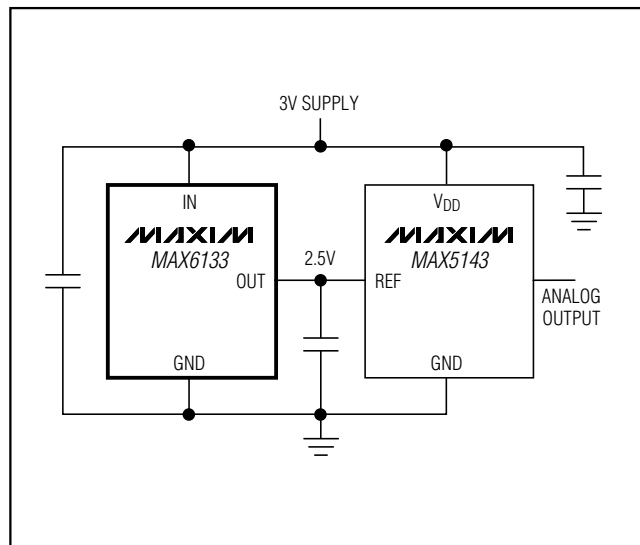 3V SUPPLY
IN
MAXIM
MAX6133
OUT
GND
2.5V
VDD
MAXIM
MAX5143
REF
GND
ANALOG
OUTPUT